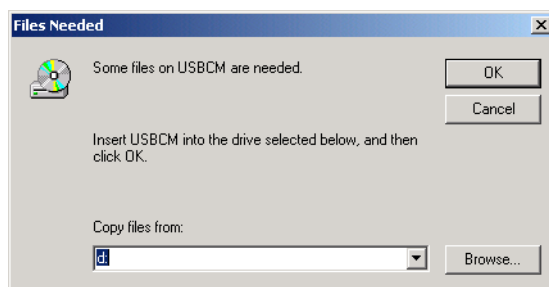 Files Needed
Some files on USBCM are needed.
OK
Cancel
Insert USBCM into the drive selected below, and then
click OK.
Copy files from:
d:
Browse...